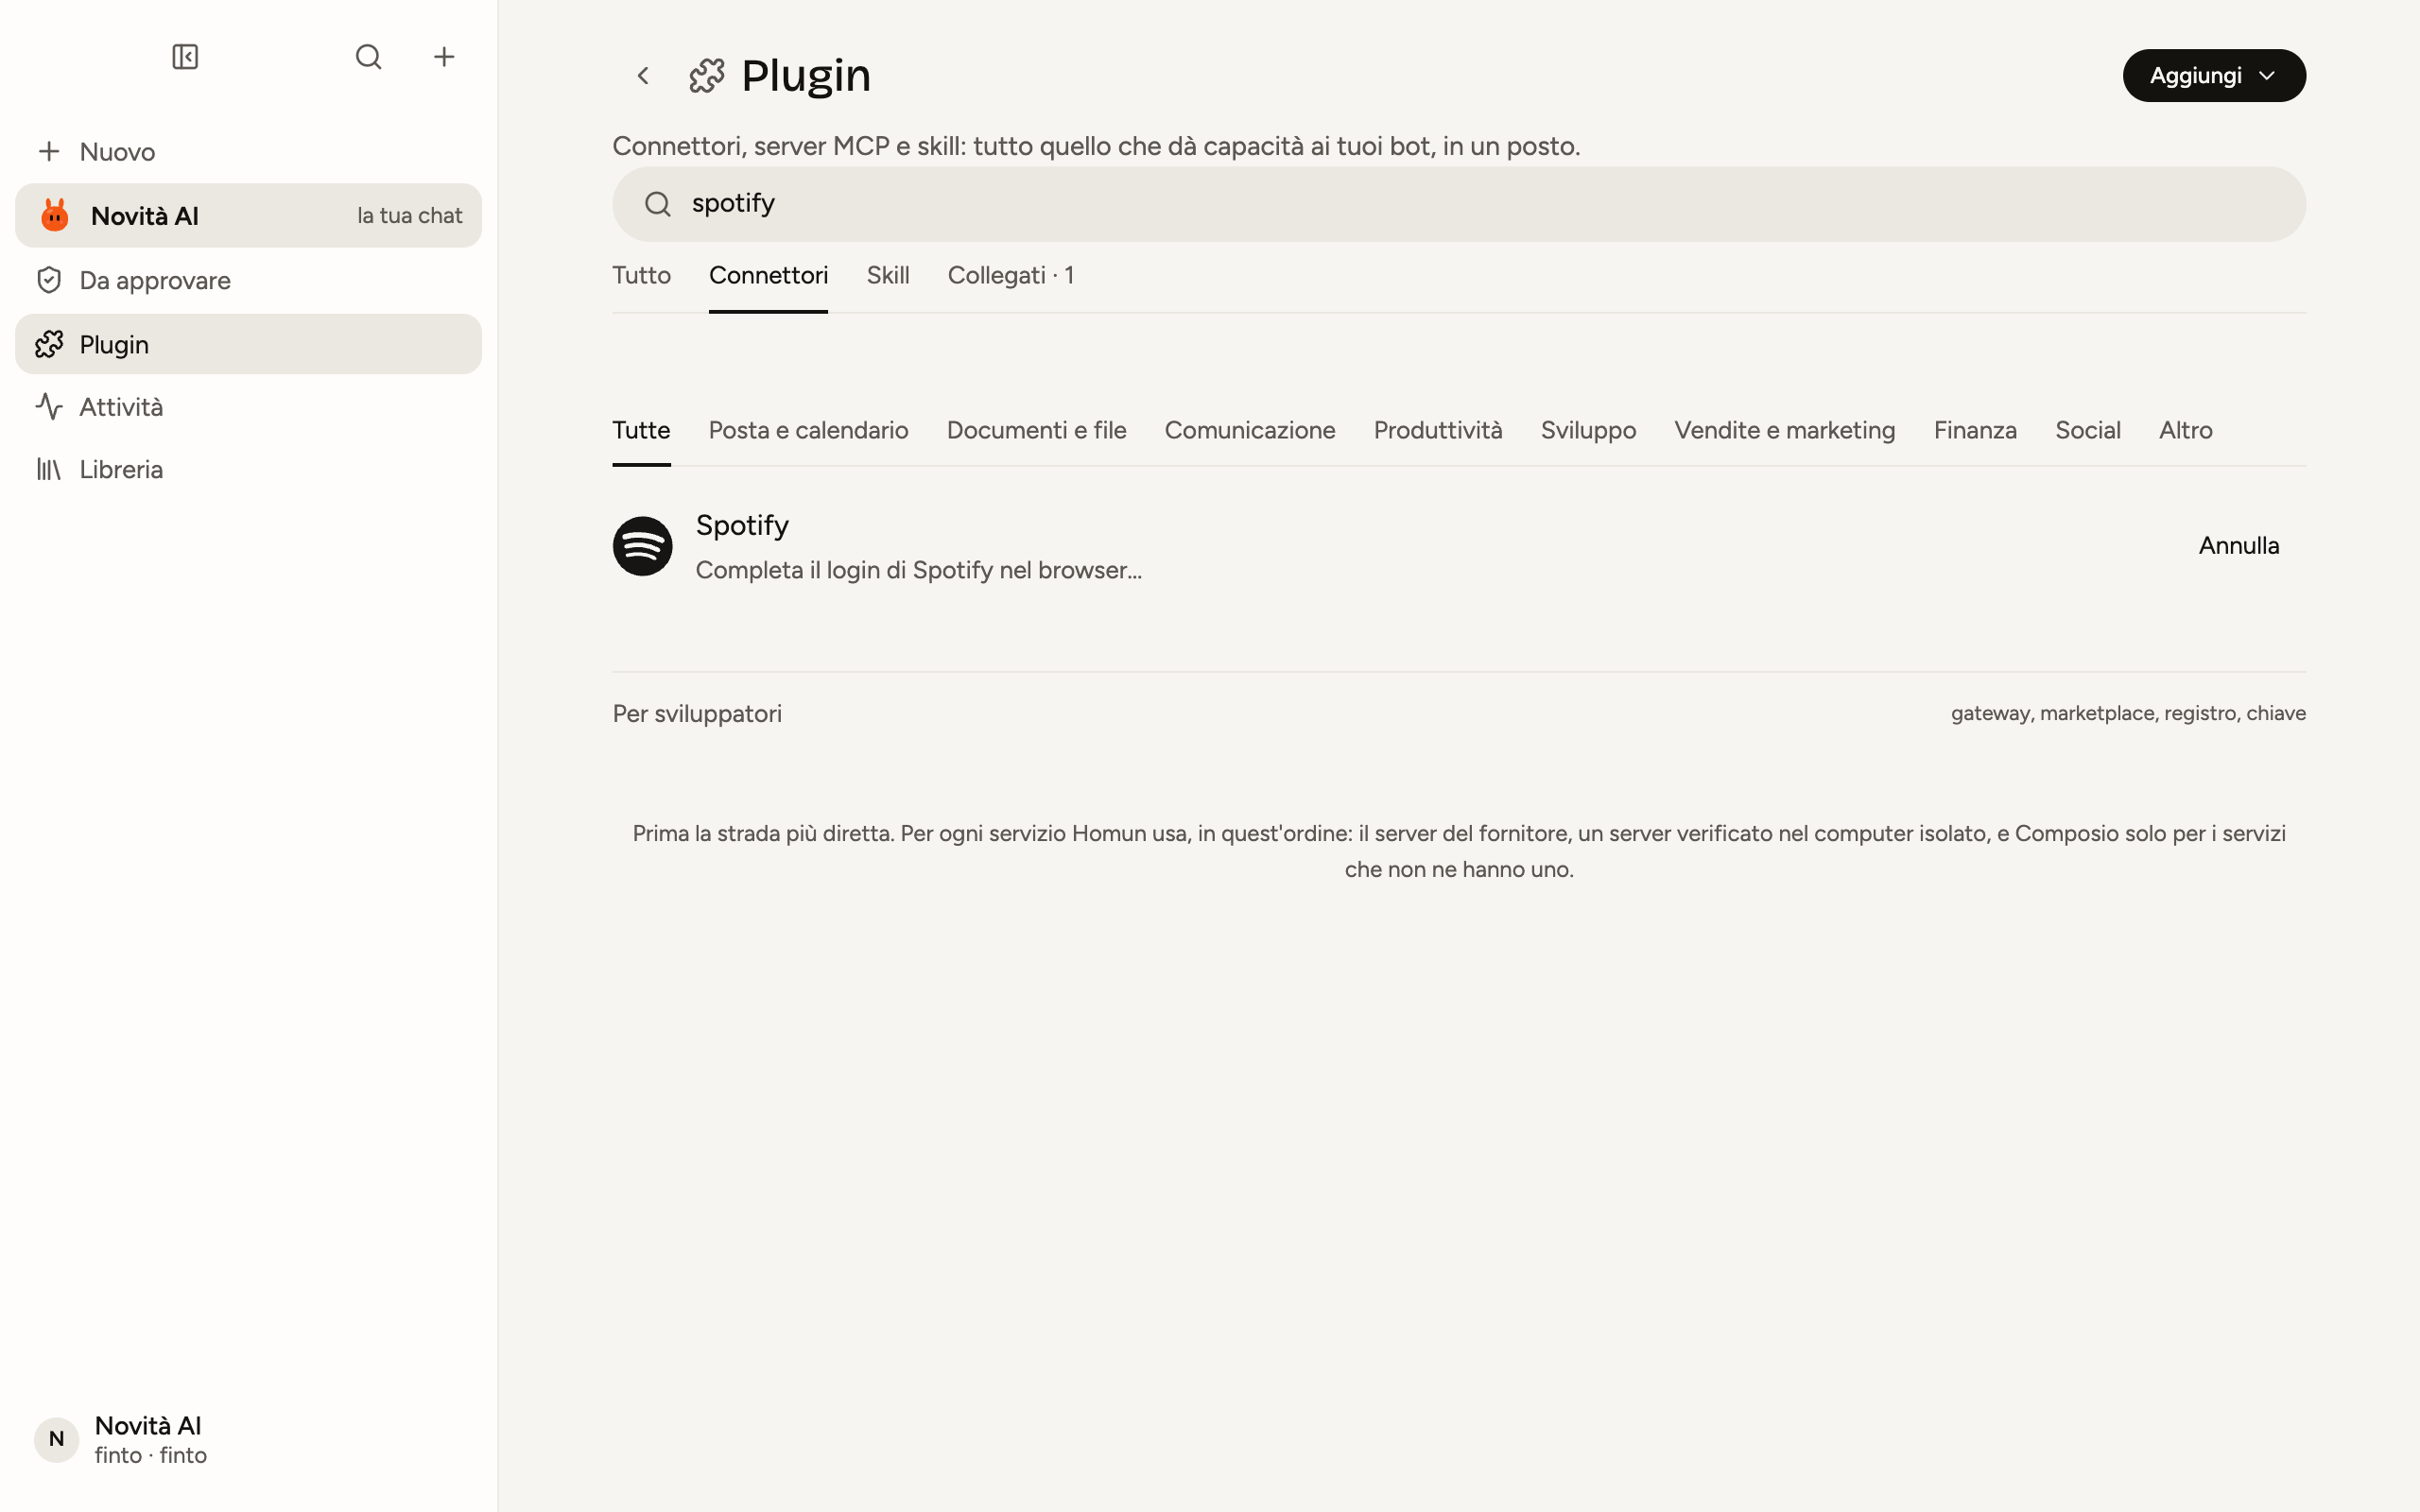 Nuovo
Novità AI
la tua chat
Da approvare
Plugin
Attività
Libreria
Novità AI
N
finto · finto
Plugin
Aggiungi
Connettori, server MCP e skill: tutto quello che dà capacità ai tuoi bot, in un posto.
spotify
Tutto Connettori Skill Collegati · 1
Tutte Posta e calendario Documenti e file Comunicazione Produttività Sviluppo Vendite e marketing Finanza Social Altro
Spotify
Completa il login di Spotify nel browser...
Annulla
Per sviluppatori
gateway, marketplace, registro, chiave
Prima la strada più diretta. Per ogni servizio Homun usa, in quest'ordine: il server del fornitore, un server verificato nel computer isolato, e Composio solo per i servizi
che non ne hanno uno.